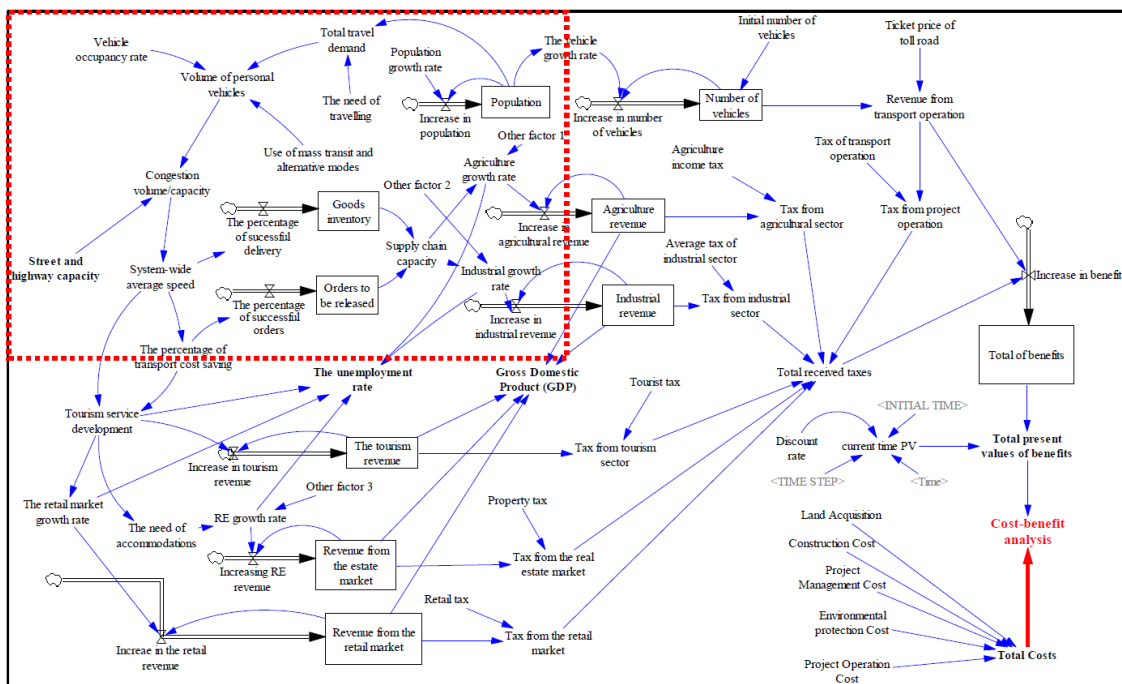 Vehicle
occupancy rate
Total travel
demand
Population
growth rate
The vehicle
growth rate
Initial number of
vehicles
Ticket price of
toll road
Volume of personal
vehicles
The need of
travelling
Increase in
population
Population
Increase in number
of vehicles
Number of
vehicles
Revenue from
transport operation
Use of mass transit and
alternative modes
Other factor 1
Agriculture
growth rate
Agriculture
income tax
Tax of transport
operation
Congestion
volume/capacity
Other factor 2
Goods
inventory
The percentage
of sucessful
delivery
Supply chain
capacity
Increase in
agricultural revenue
Agriculture
revenue
Tax from
agricultural sector
Tax from project
operation
Street and
highway capacity
System-wide
average speed
Orders to
be released
The percentage
of successful
orders
Industrial growth
rate
Average tax of
industrial sector
Increase in
industrial revenue
Industrial
revenue
Tax from industrial
sector
Increase in benefit
The percentage of
transport cost saving
The unemployment
rate
Gross Domestic
Product (GDP)
Total received taxes
Total of benefits
Tourism service
development
Tourist tax
<INITIAL TIME>
Increase in tourism
revenue
The tourism
revenue
Tax from tourism
sector
Discount
rate
current time PV
Total present
values of benefits
<TIME STEP>
<Time>
The retail market
growth rate
The need of
accommodations
Other factor 3
RE growth rate
Property tax
Land Acquisition
Cost-benefit
analysis
Increasing RE
revenue
Revenue from
the estate
market
Tax from the real
estate market
Construction Cost
Project
Management Cost
Retail tax
Environmental
protection Cost
Increase in the retail
revenue
Revenue from the
retail market
Tax from the retail
market
Project Operation
Cost
Total Costs